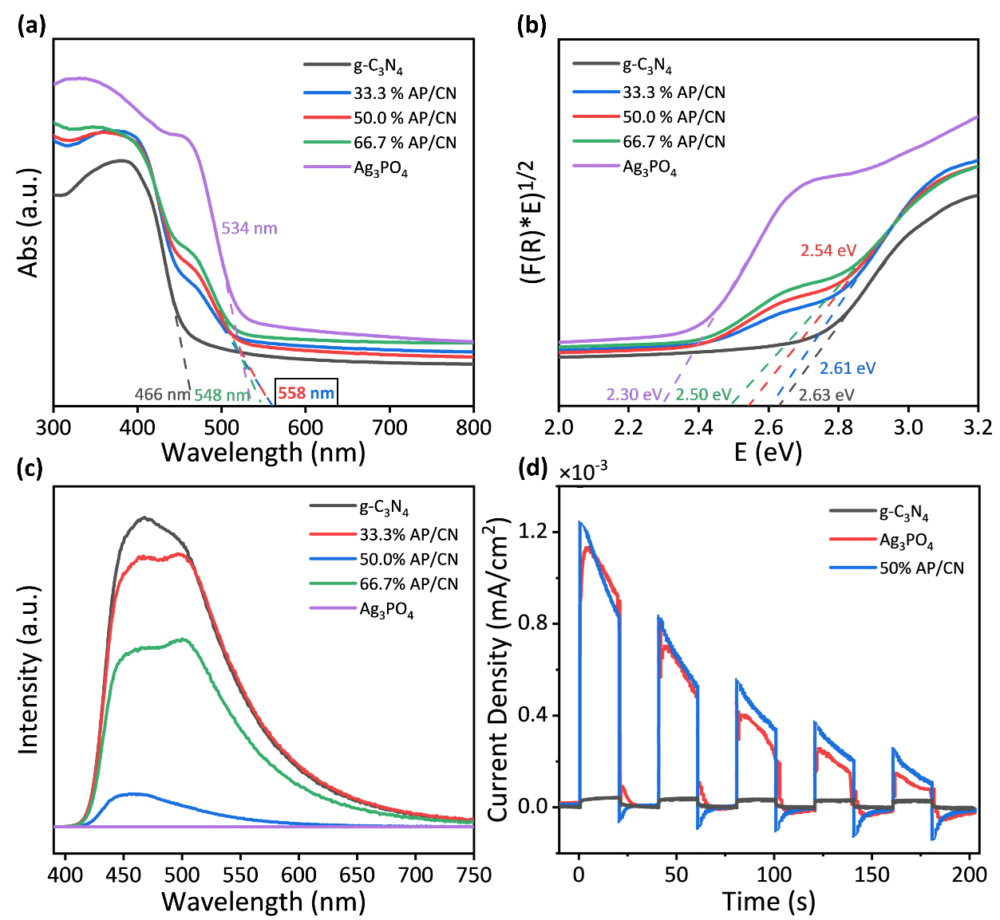 (a)
g-C₃N₄
33.3 % AP/CN
50.0 % AP/CN
66.7 % AP/CN
Ag₃PO₄
534 nm
466 nm
548 nm
558 nm
Abs (a.u.)
300 400 500 600 700 800
Wavelength (nm)
(b)
g-C₃N₄
33.3 % AP/CN
50.0 % AP/CN
66.7 % AP/CN
Ag₃PO₄
2.54 eV
2.61 eV
2.30 eV
2.50 eV
2.63 eV
(F(R)*E)^1/2
2.0 2.2 2.4 2.6 2.8 3.0 3.2
E (eV)
(c)
g-C₃N₄
33.3% AP/CN
50.0% AP/CN
66.7% AP/CN
Ag₃PO₄
Intensity (a.u.)
400 450 500 550 600 650 700 750
Wavelength (nm)
(d)
×10⁻³
g-C₃N₄
Ag₃PO₄
50% AP/CN
1.2
0.8
0.4
0.0
Current Density (mA/cm²)
0 50 100 150 200
Time (s)